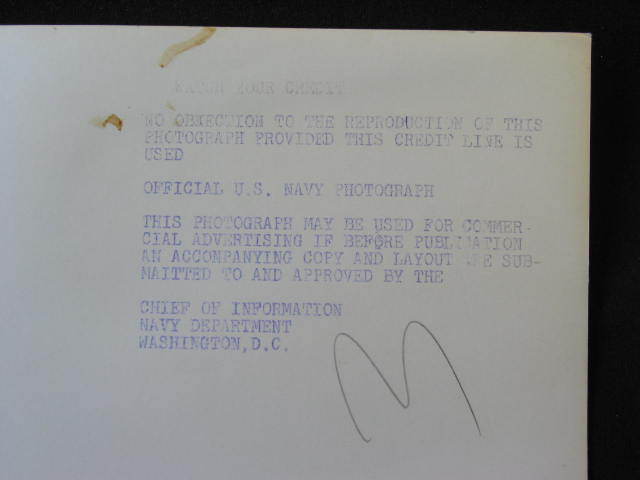 WATCH YOUR CREDIT
NO OBJECTION TO THE REPRODUCTION OF THIS
PHOTOGRAPH PROVIDED THIS CREDIT LINE IS
USED
OFFICIAL U.S. NAVY PHOTOGRAPH
THIS PHOTOGRAPH MAY BE USED FOR COMMER-
CIAL ADVERTISING IF BEFORE PUBLICATION
AN ACCOMPANYING COPY AND LAYOUT ARE SUB-
MAITTED TO AND APPROVED BY THE
CHIEF OF INFORMATION
NAVY DEPARTMENT
WASHINGTON,D.C.